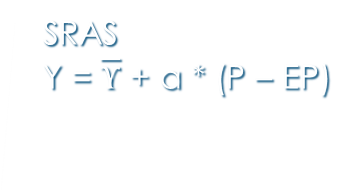 SRAS
Y = Y̅ + a * (P – EP)